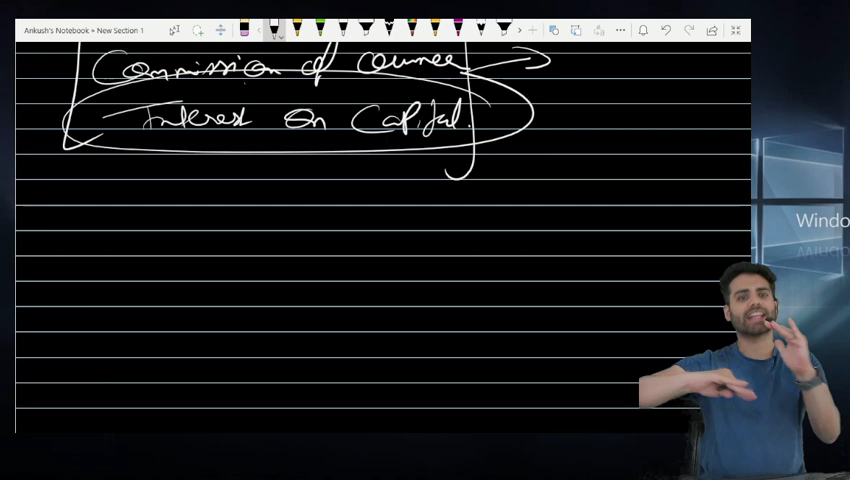 Ankush's Notebook » New Section 1
Commission of owner
Interest on Capital.
Windo